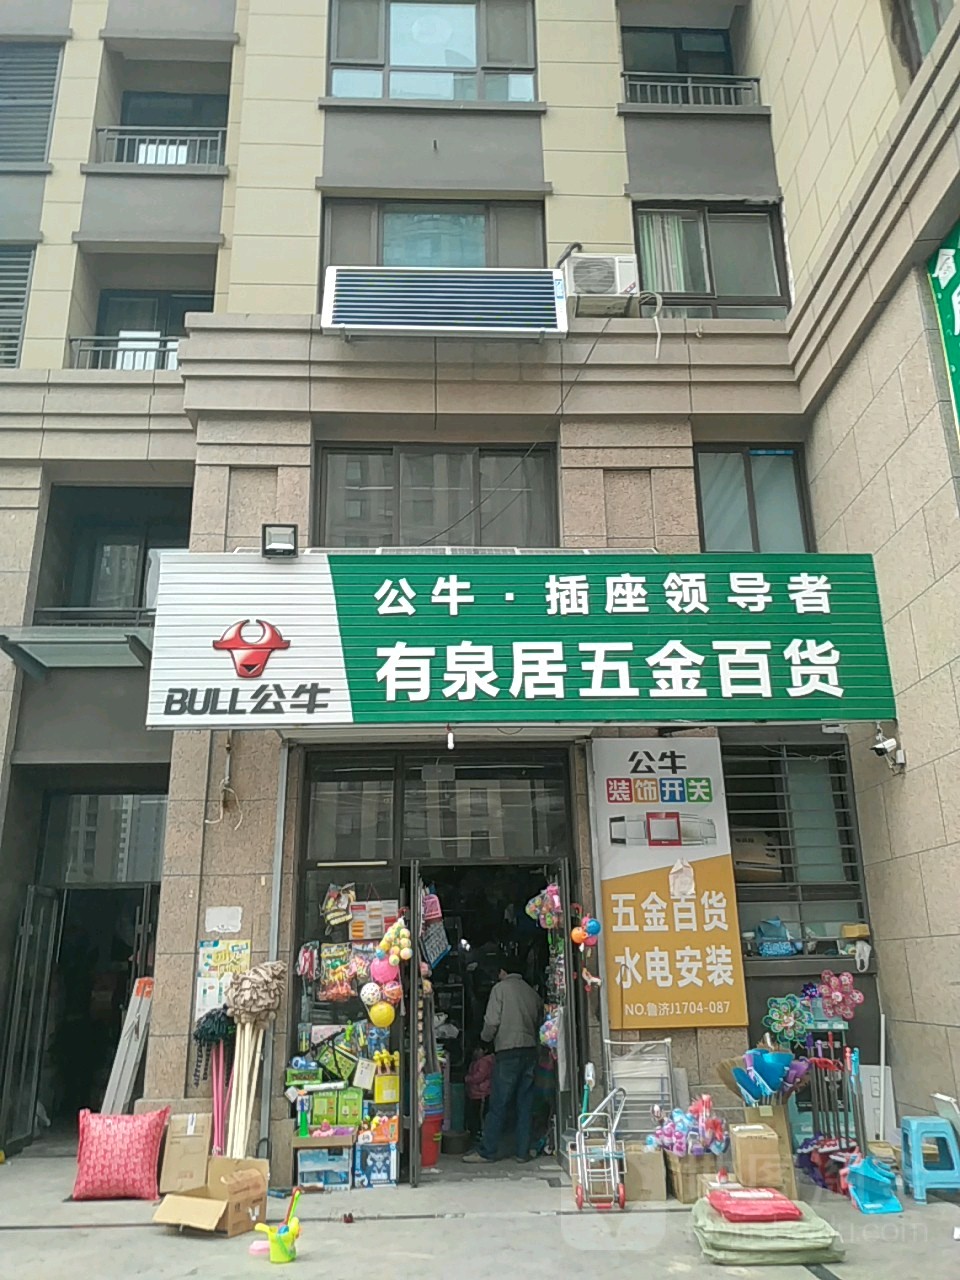 公牛·插座领导者
有泉居五金百货
BULL公牛
公牛
装饰开关
五金百货
水电安装
NO.鲁济J1704-087